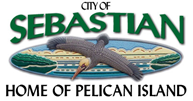 CITY OF
SEBASTIAN
HOME OF PELICAN ISLAND